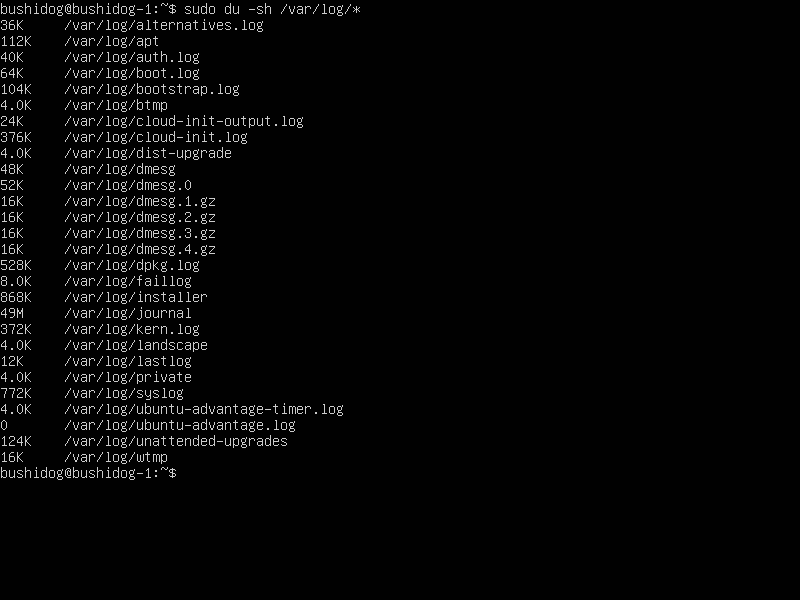 bushidog@bushidog-1:~$ sudo du -sh /var/log/*
36K /var/log/alternatives.log
112K /var/log/apt
40K /var/log/auth.log
64K /var/log/boot.log
104K /var/log/bootstrap.log
4.0K /var/log/btmp
24K /var/log/cloud-init-output.log
376K /var/log/cloud-init.log
4.0K /var/log/dist-upgrade
48K /var/log/dmesg
52K /var/log/dmesg.0
16K /var/log/dmesg.1.gz
16K /var/log/dmesg.2.gz
16K /var/log/dmesg.3.gz
16K /var/log/dmesg.4.gz
528K /var/log/dpkg.log
8.0K /var/log/faillog
868K /var/log/installer
49M /var/log/journal
372K /var/log/kern.log
4.0K /var/log/landscape
12K /var/log/lastlog
4.0K /var/log/private
772K /var/log/syslog
4.0K /var/log/ubuntu-advantage-timer.log
0 /var/log/ubuntu-advantage.log
124K /var/log/unattended-upgrades
16K /var/log/wtmp
bushidog@bushidog-1:~$